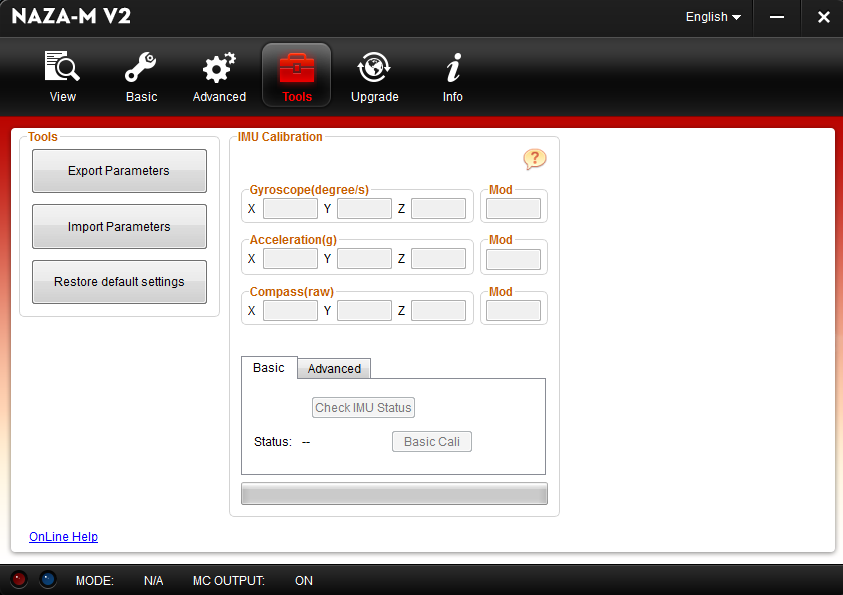 NAZA-M V2
English
View
Basic
Advanced
Tools
Upgrade
Info
Tools
Export Parameters
Import Parameters
Restore default settings
IMU Calibration
?
Gyroscope(degree/s)
Mod
X Y Z
Acceleration(g)
Mod
X Y Z
Compass(raw)
Mod
X Y Z
Basic
Advanced
Check IMU Status
Status: --
Basic Cali
OnLine Help
MODE: N/A MC OUTPUT: ON